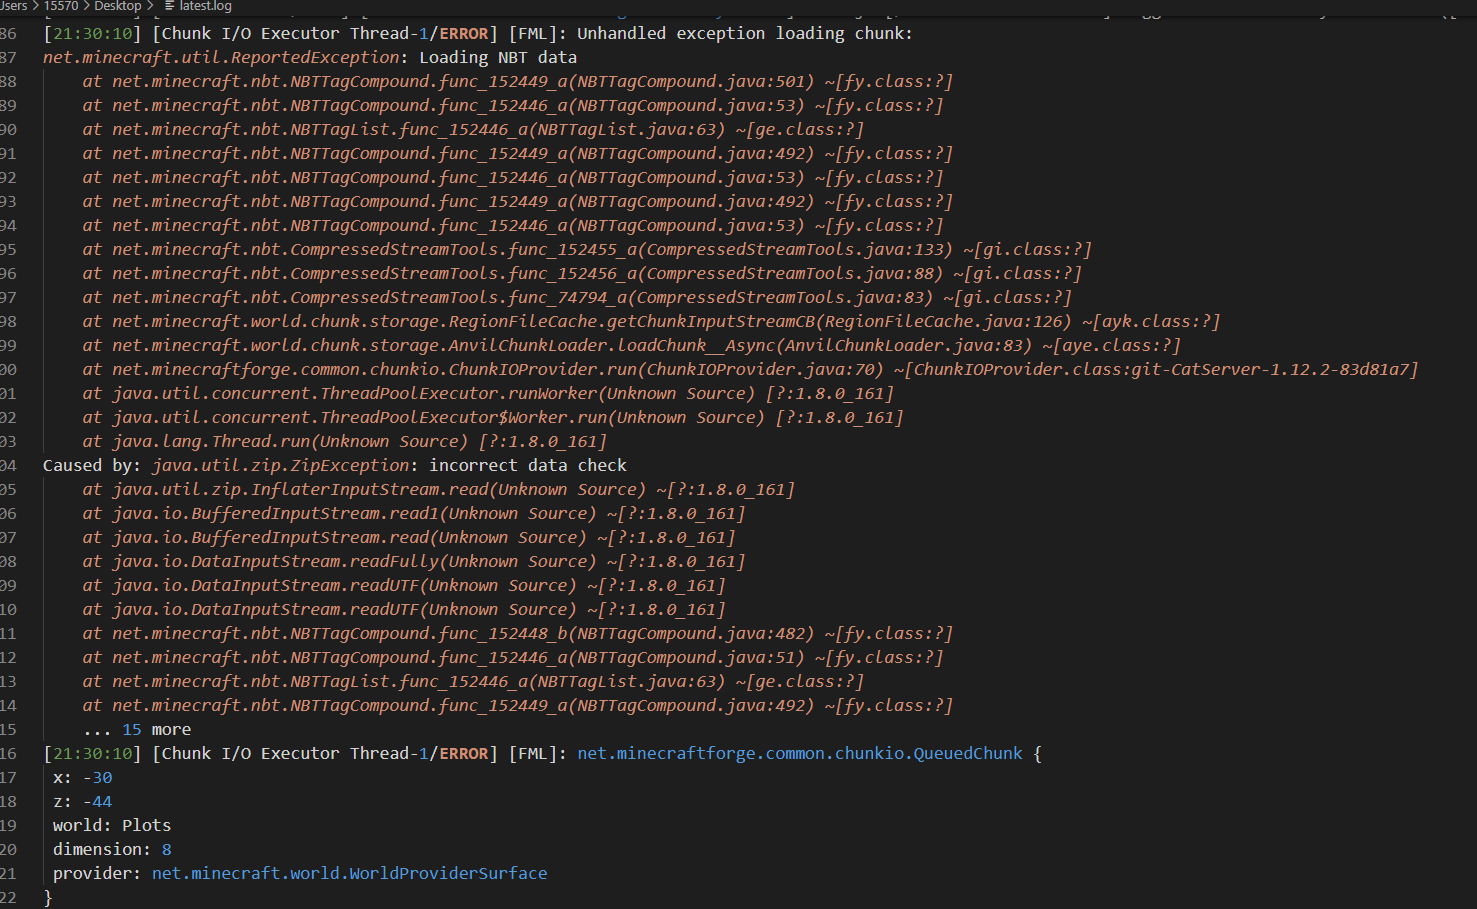 Users > 15570 > Desktop > latest.log
86 [21:30:10] [Chunk I/O Executor Thread-1/ERROR] [FML]: Unhandled exception loading chunk:
87 net.minecraft.util.ReportedException: Loading NBT data
88 at net.minecraft.nbt.NBTTagCompound.func_152449_a(NBTTagCompound.java:501) ~[fy.class:?]
89 at net.minecraft.nbt.NBTTagCompound.func_152446_a(NBTTagCompound.java:53) ~[fy.class:?]
90 at net.minecraft.nbt.NBTTagList.func_152446_a(NBTTagList.java:63) ~[ge.class:?]
91 at net.minecraft.nbt.NBTTagCompound.func_152449_a(NBTTagCompound.java:492) ~[fy.class:?]
92 at net.minecraft.nbt.NBTTagCompound.func_152446_a(NBTTagCompound.java:53) ~[fy.class:?]
93 at net.minecraft.nbt.NBTTagCompound.func_152449_a(NBTTagCompound.java:492) ~[fy.class:?]
94 at net.minecraft.nbt.NBTTagCompound.func_152446_a(NBTTagCompound.java:53) ~[fy.class:?]
95 at net.minecraft.nbt.CompressedStreamTools.func_152455_a(CompressedStreamTools.java:133) ~[gi.class:?]
96 at net.minecraft.nbt.CompressedStreamTools.func_152456_a(CompressedStreamTools.java:88) ~[gi.class:?]
97 at net.minecraft.nbt.CompressedStreamTools.func_74794_a(CompressedStreamTools.java:83) ~[gi.class:?]
98 at net.minecraft.world.chunk.storage.RegionFileCache.getChunkInputStreamCB(RegionFileCache.java:126) ~[ayk.class:?]
99 at net.minecraft.world.chunk.storage.AnvilChunkLoader.loadChunk__Async(AnvilChunkLoader.java:83) ~[aye.class:?]
00 at net.minecraftforge.common.chunkio.ChunkIOProvider.run(ChunkIOProvider.java:70) ~[ChunkIOProvider.class:git-CatServer-1.12.2-83d81a7]
01 at java.util.concurrent.ThreadPoolExecutor.runWorker(Unknown Source) [?:1.8.0_161]
02 at java.util.concurrent.ThreadPoolExecutor$Worker.run(Unknown Source) [?:1.8.0_161]
03 at java.lang.Thread.run(Unknown Source) [?:1.8.0_161]
04 Caused by: java.util.zip.ZipException: incorrect data check
05 at java.util.zip.InflaterInputStream.read(Unknown Source) ~[?:1.8.0_161]
06 at java.io.BufferedInputStream.read1(Unknown Source) ~[?:1.8.0_161]
07 at java.io.BufferedInputStream.read(Unknown Source) ~[?:1.8.0_161]
08 at java.io.DataInputStream.readFully(Unknown Source) ~[?:1.8.0_161]
09 at java.io.DataInputStream.readUTF(Unknown Source) ~[?:1.8.0_161]
10 at java.io.DataInputStream.readUTF(Unknown Source) ~[?:1.8.0_161]
11 at net.minecraft.nbt.NBTTagCompound.func_152448_b(NBTTagCompound.java:482) ~[fy.class:?]
12 at net.minecraft.nbt.NBTTagCompound.func_152446_a(NBTTagCompound.java:51) ~[fy.class:?]
13 at net.minecraft.nbt.NBTTagList.func_152446_a(NBTTagList.java:63) ~[ge.class:?]
14 at net.minecraft.nbt.NBTTagCompound.func_152449_a(NBTTagCompound.java:492) ~[fy.class:?]
15 ... 15 more
16 [21:30:10] [Chunk I/O Executor Thread-1/ERROR] [FML]: net.minecraftforge.common.chunkio.QueuedChunk {
17 x: -30
18 z: -44
19 world: Plots
20 dimension: 8
21 provider: net.minecraft.world.WorldProviderSurface
22 }